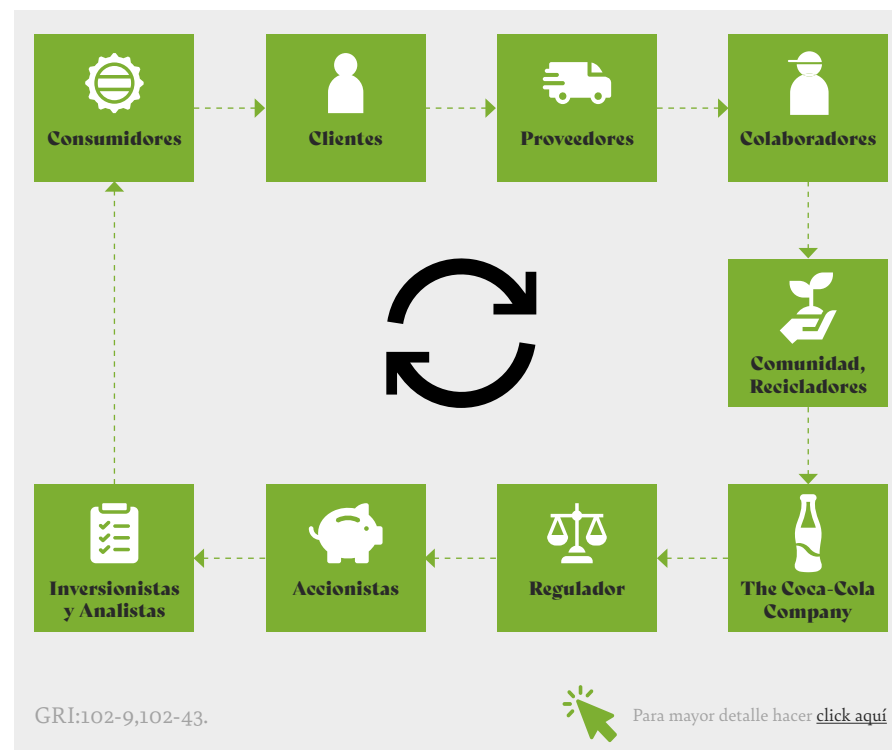 Consumidores
Clientes
Proveedores
Colaboradores
Comunidad,
Recicladores
The Coca-Cola
Company
Regulador
Accionistas
Inversionistas
y Analistas
GRI:102-9,102-43.
Para mayor detalle hacer click aquí